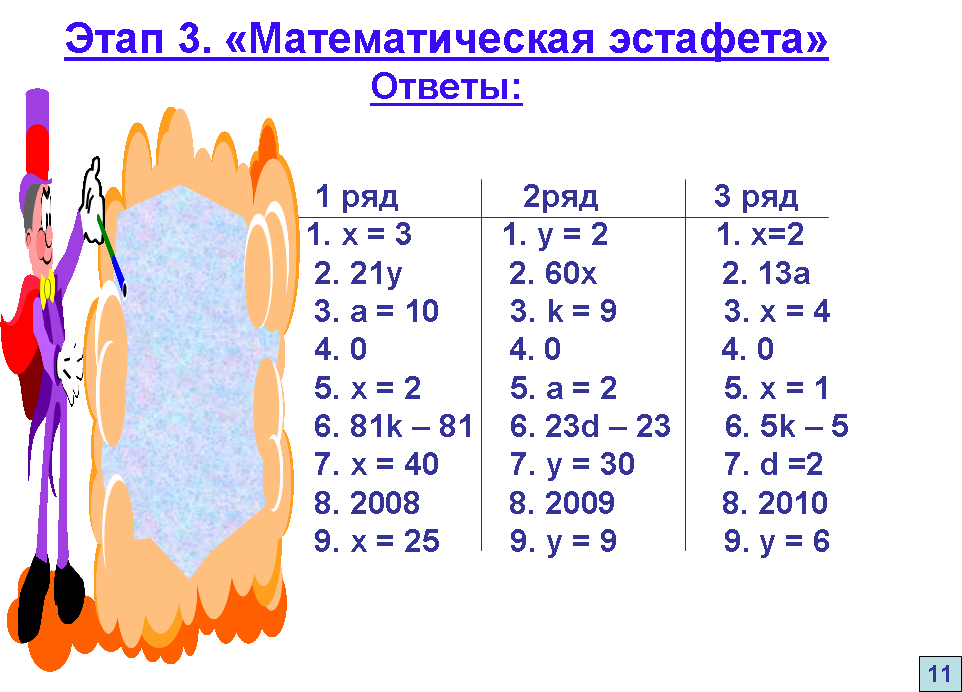 Этап 3. «Математическая эстафета»
Ответы:
1 ряд 2ряд 3 ряд
1. х = 3 1. у = 2 1. х=2
2. 21у 2. 60х 2. 13а
3. а = 10 3. k = 9 3. х = 4
4. 0 4. 0 4. 0
5. х = 2 5. а = 2 5. х = 1
6. 81k – 81 6. 23d – 23 6. 5k – 5
7. х = 40 7. у = 30 7. d =2
8. 2008 8. 2009 8. 2010
9. х = 25 9. у = 9 9. у = 6
11